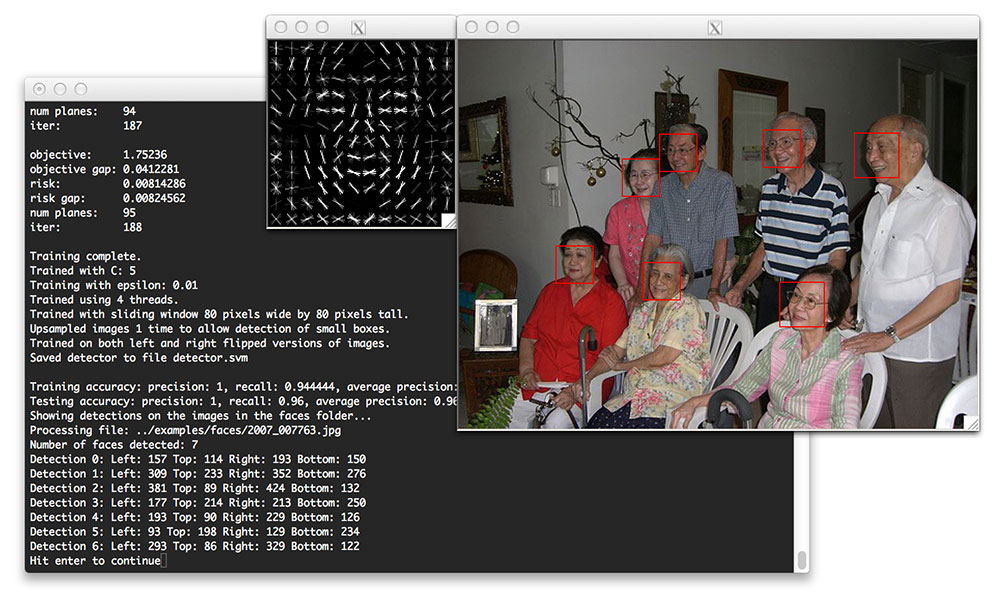 num planes: 94
iter: 187
objective: 1.75236
objective gap: 0.0412281
risk: 0.00814286
risk gap: 0.00824562
num planes: 95
iter: 188
Training complete.
Trained with C: 5
Training with epsilon: 0.01
Trained using 4 threads.
Trained with sliding window 80 pixels wide by 80 pixels tall.
Upsampled images 1 time to allow detection of small boxes.
Trained on both left and right flipped versions of images.
Saved detector to file detector.svm
Training accuracy: precision: 1, recall: 0.944444, average precision:
Testing accuracy: precision: 1, recall: 0.96, average precision: 0.96
Showing detections on the images in the faces folder...
Processing file: ../examples/faces/2007_007763.jpg
Number of faces detected: 7
Detection 0: Left: 157 Top: 114 Right: 193 Bottom: 150
Detection 1: Left: 309 Top: 233 Right: 352 Bottom: 276
Detection 2: Left: 381 Top: 89 Right: 424 Bottom: 132
Detection 3: Left: 177 Top: 214 Right: 213 Bottom: 250
Detection 4: Left: 193 Top: 90 Right: 229 Bottom: 126
Detection 5: Left: 93 Top: 198 Right: 129 Bottom: 234
Detection 6: Left: 293 Top: 86 Right: 329 Bottom: 122
Hit enter to continue